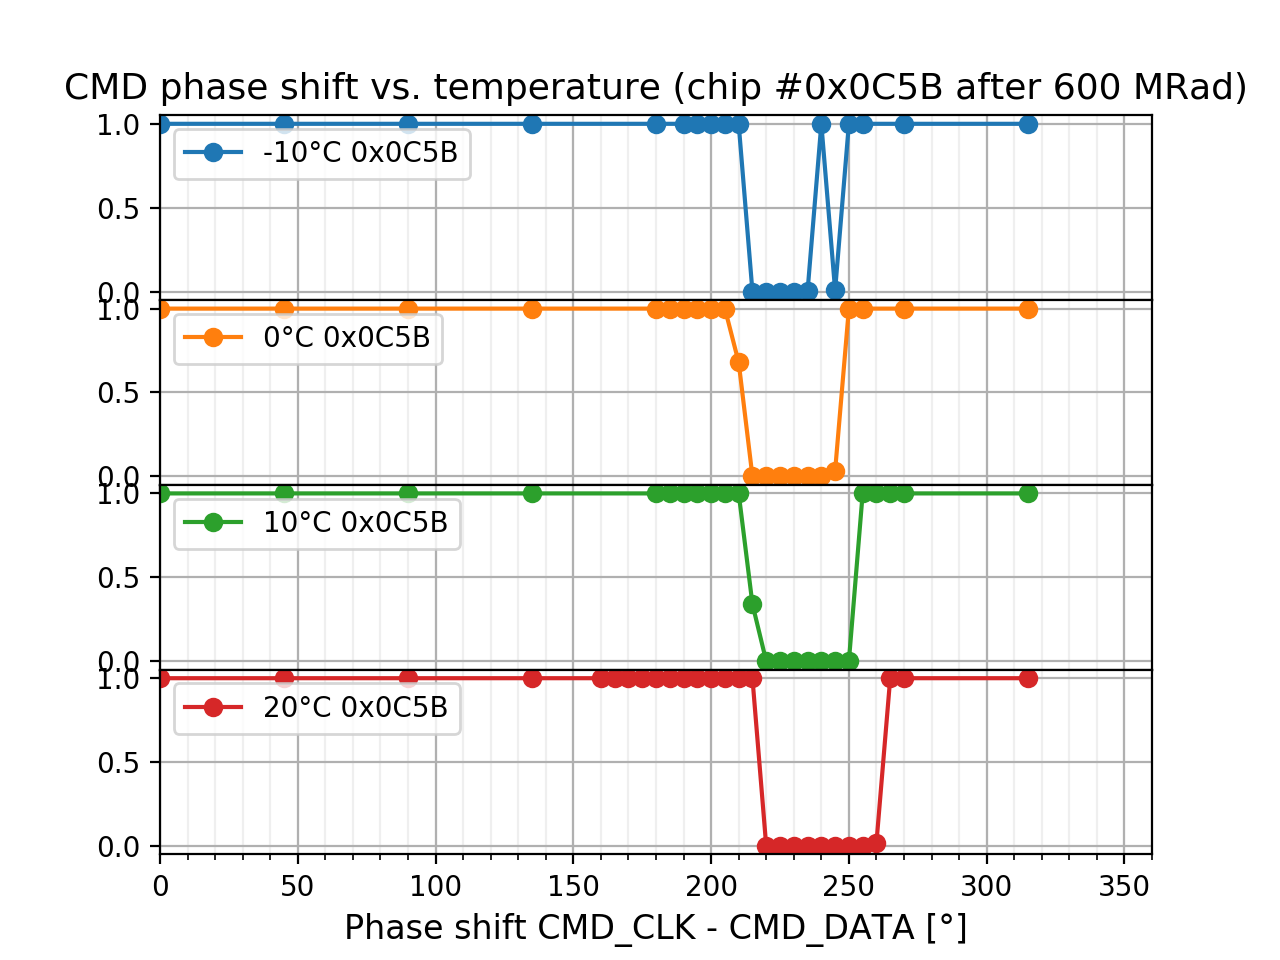 CMD phase shift vs. temperature (chip #0x0C5B after 600 MRad)
1.0
-10°C 0x0C5B
0.5
0.0
1.0
0°C 0x0C5B
0.5
0.0
1.0
10°C 0x0C5B
0.5
0.0
1.0
20°C 0x0C5B
0.5
0.0
0 50 100 150 200 250 300 350
Phase shift CMD_CLK - CMD_DATA [°]